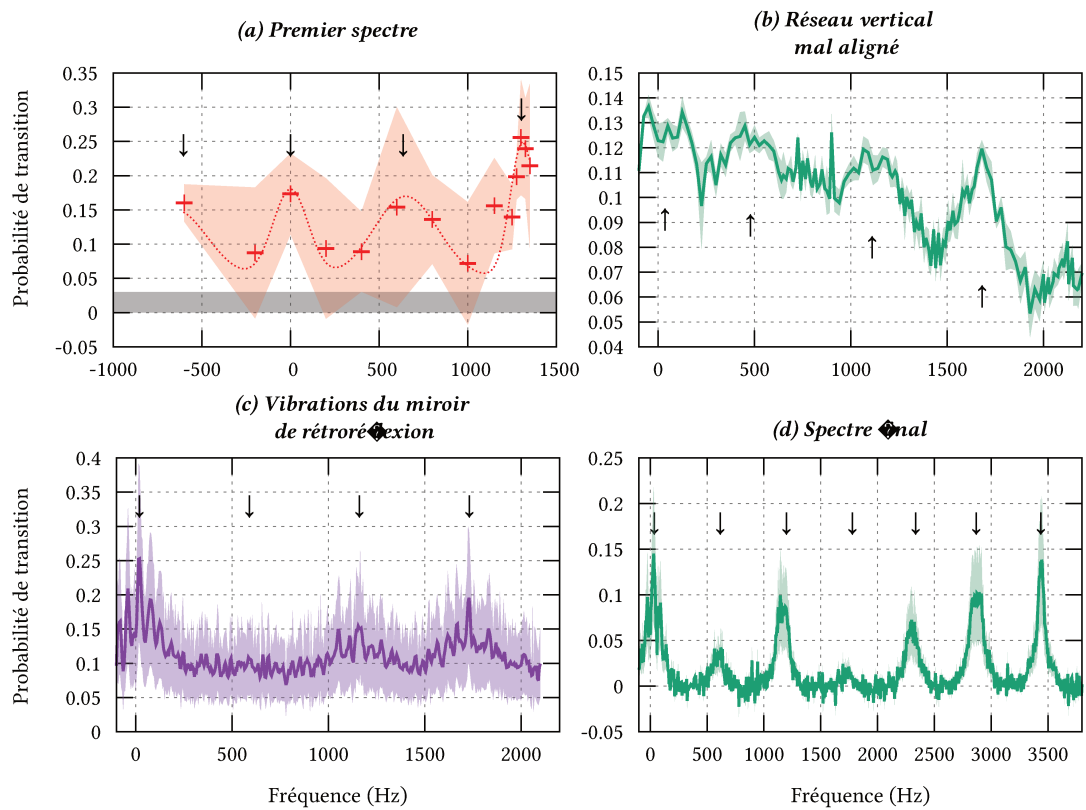 (a) Premier spectre
Probabilité de transition
0.35
0.3
0.25
0.2
0.15
0.1
0.05
0
-0.05
-1000 -500 0 500 1000 1500
(b) Réseau vertical
mal aligné
0.15
0.14
0.13
0.12
0.11
0.1
0.09
0.08
0.07
0.06
0.05
0.04
0 500 1000 1500 2000
(c) Vibrations du miroir
de rétroré�exion
Probabilité de transition
0.4
0.35
0.3
0.25
0.2
0.15
0.1
0.05
0
0 500 1000 1500 2000
Fréquence (Hz)
(d) Spectre �nal
0.25
0.2
0.15
0.1
0.05
0
-0.05
0 500 1000 1500 2000 2500 3000 3500
Fréquence (Hz)